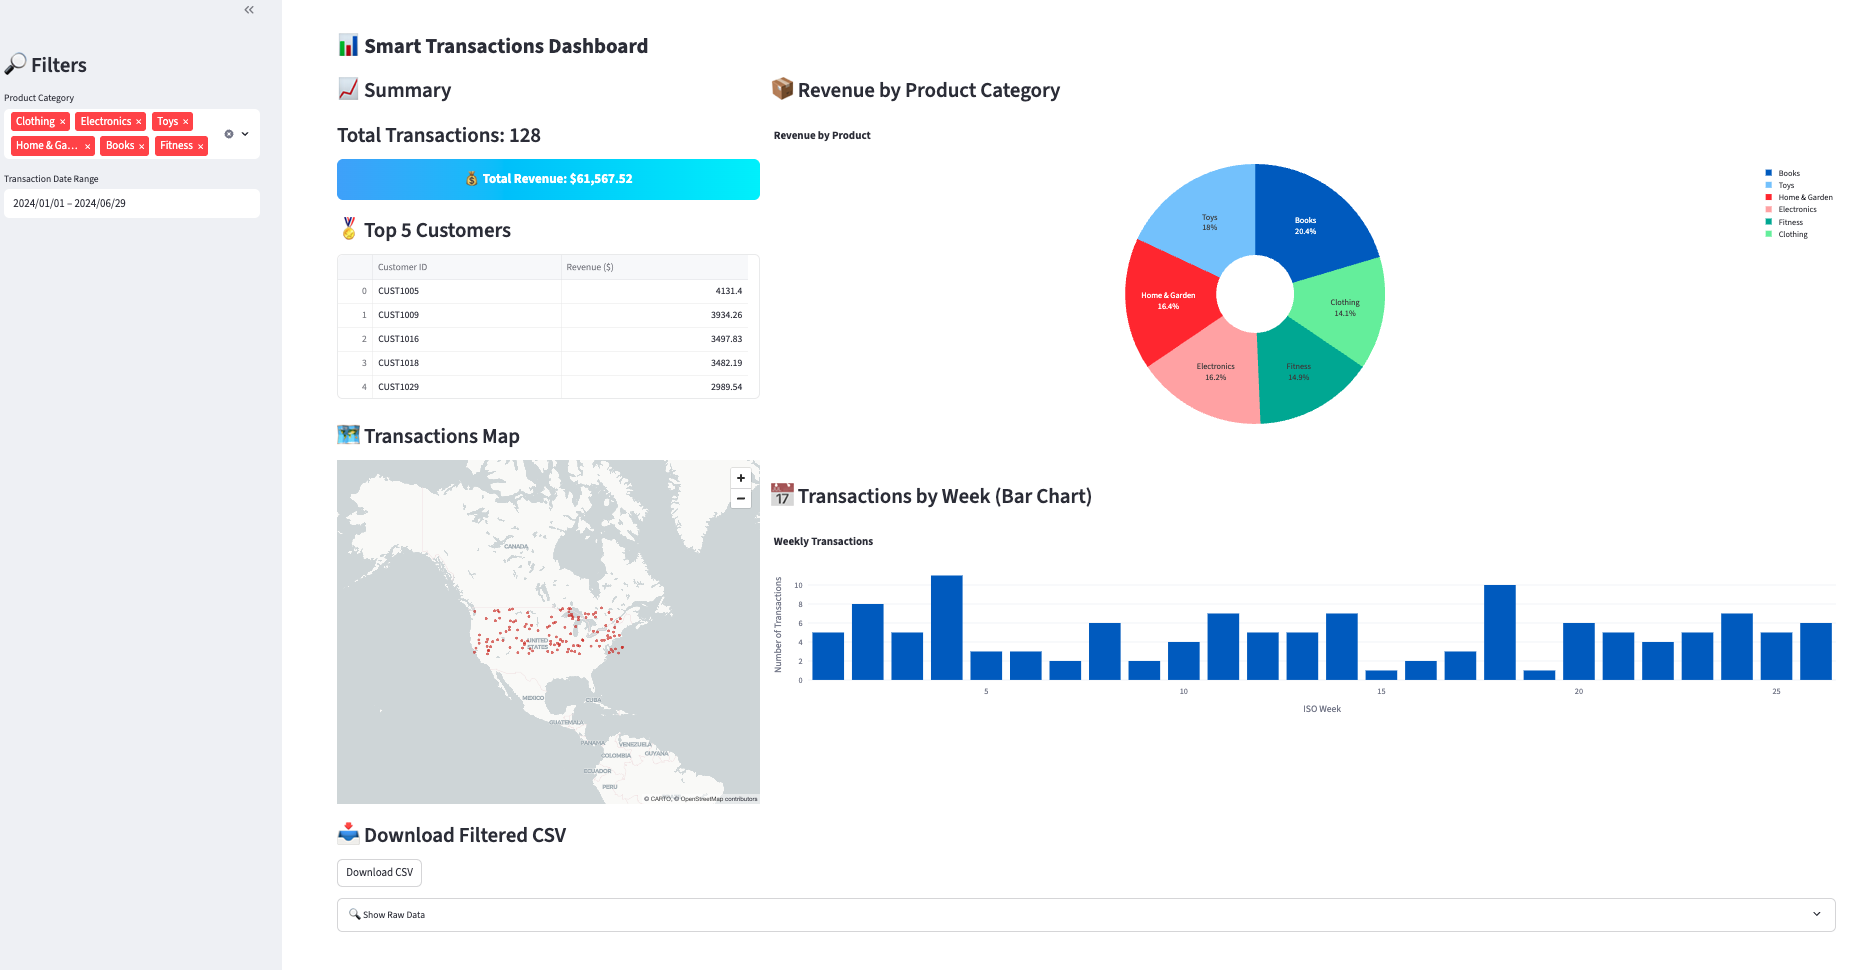 Filters
Product Category
Clothing ×
Electronics ×
Toys ×
Home & Ga... ×
Books ×
Fitness ×
Transaction Date Range
2024/01/01 – 2024/06/29
Smart Transactions Dashboard
Summary
Total Transactions: 128
Total Revenue: $61,567.52
Top 5 Customers
Customer ID Revenue ($)
0 CUST1005 4131.4
1 CUST1009 3934.26
2 CUST1016 3497.83
3 CUST1018 3482.19
4 CUST1029 2989.54
Transactions Map
+
−
CANADA
UNITED
STATES
MEXICO
CUBA
GUATEMALA
PANAMA
VENEZUELA
COLOMBIA
GUYANA
ECUADOR
PERU
© CARTO, © OpenStreetMap contributors
Download Filtered CSV
Download CSV
Show Raw Data
Revenue by Product Category
Revenue by Product
Books
20.4%
Clothing
14.1%
Fitness
14.9%
Electronics
16.2%
Home & Garden
16.4%
Toys
18%
Books
Toys
Home & Garden
Electronics
Fitness
Clothing
17
Transactions by Week (Bar Chart)
Weekly Transactions
Number of Transactions
10
8
6
4
2
0
5 10 15 20 25
ISO Week